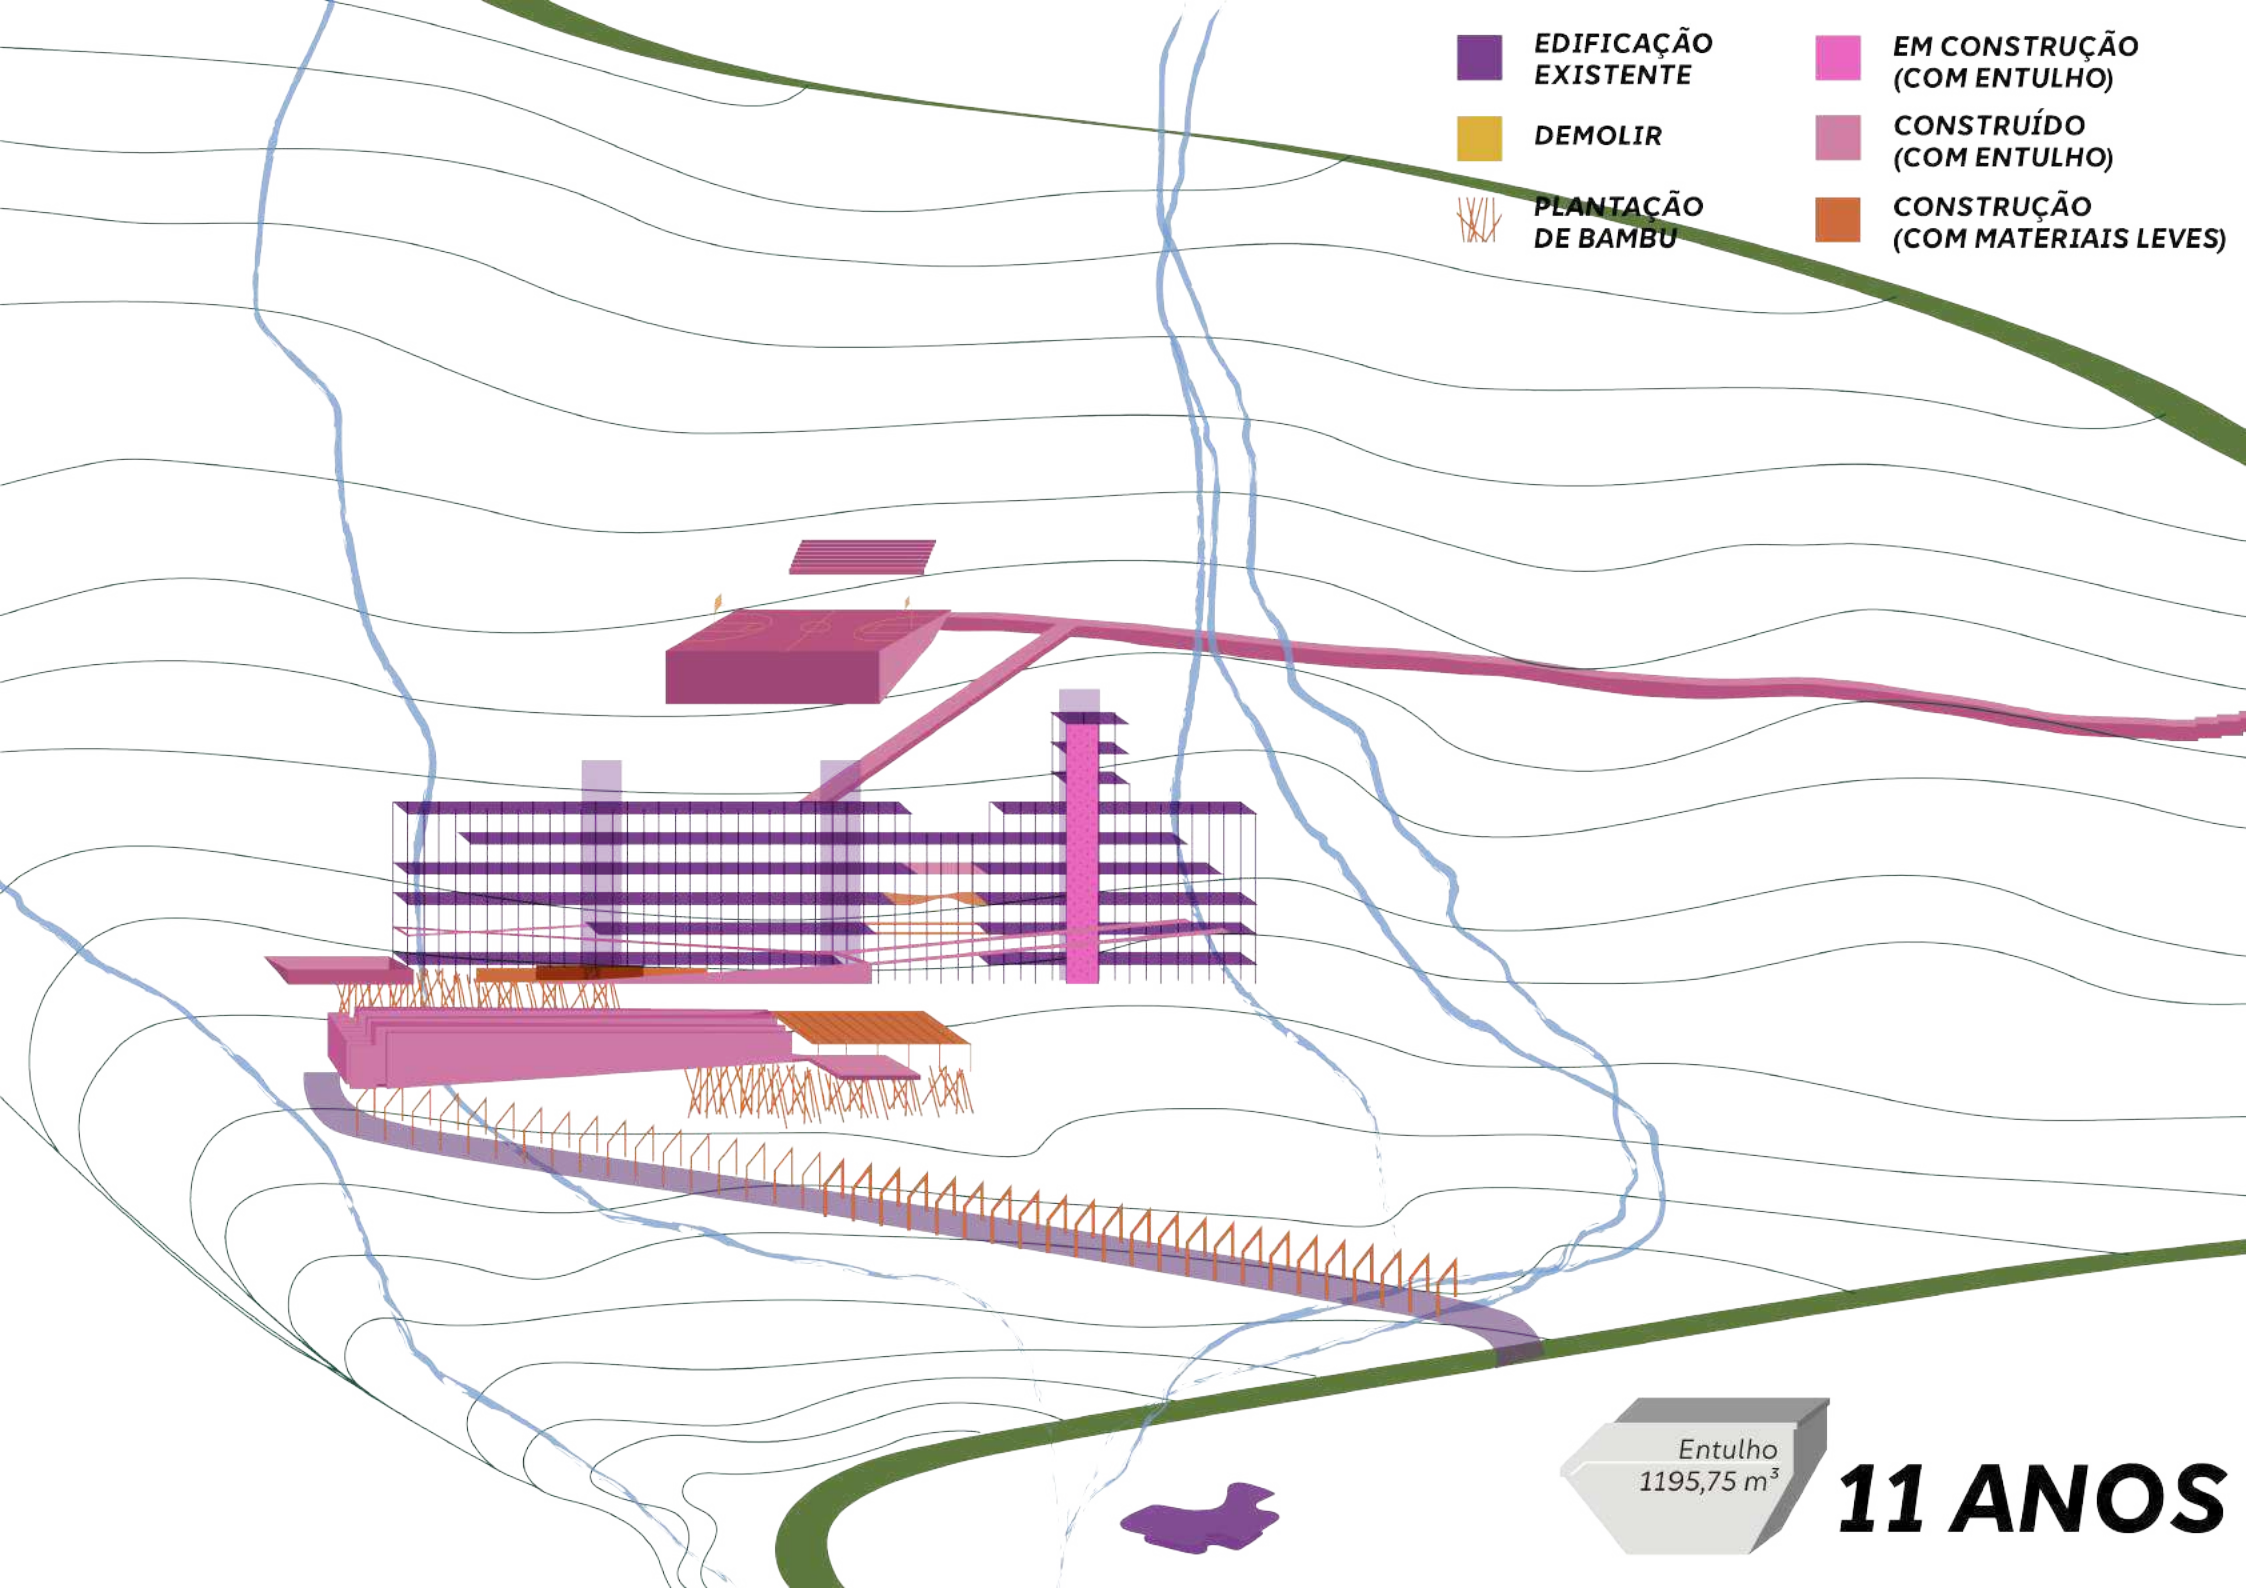 EDIFICAÇÃO
EXISTENTE
DEMOLIR
PLANTAÇÃO
DE BAMBU
EM CONSTRUÇÃO
(COM ENTULHO)
CONSTRUÍDO
(COM ENTULHO)
CONSTRUÇÃO
(COM MATERIAIS LEVES)
Entulho
1195,75 m³
11 ANOS